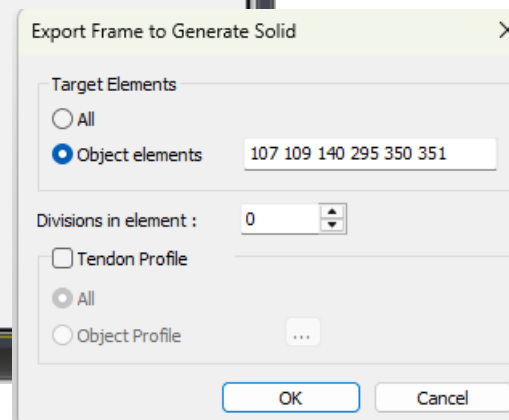 Export Frame to Generate Solid
Target Elements
All
Object elements 107 109 140 295 350 351
Divisions in element : 0
Tendon Profile
All
Object Profile ...
OK Cancel